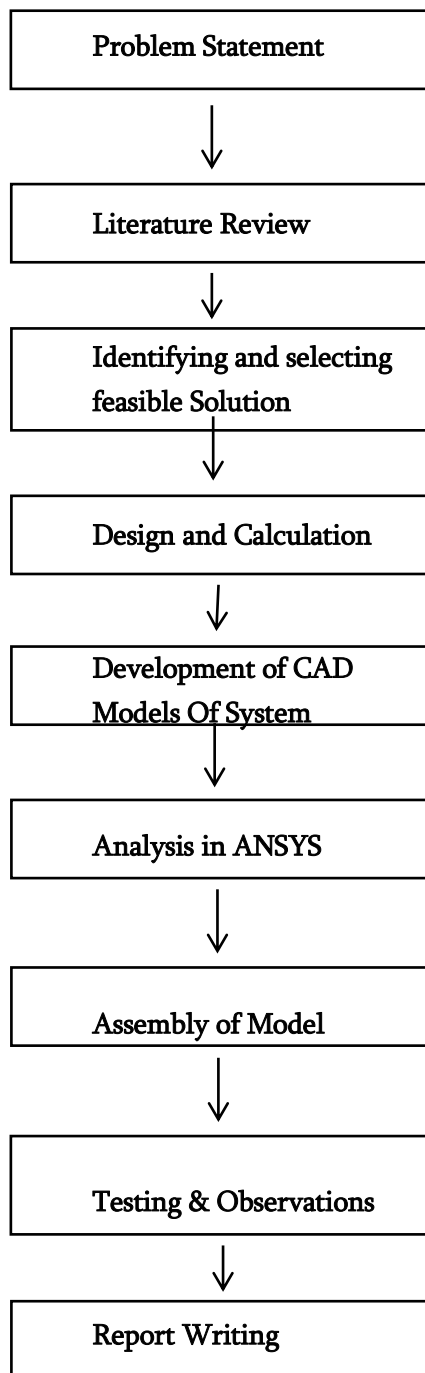 Problem Statement
Literature Review
Identifying and selecting
feasible Solution
Design and Calculation
Development of CAD
Models Of System
Analysis in ANSYS
Assembly of Model
Testing & Observations
Report Writing